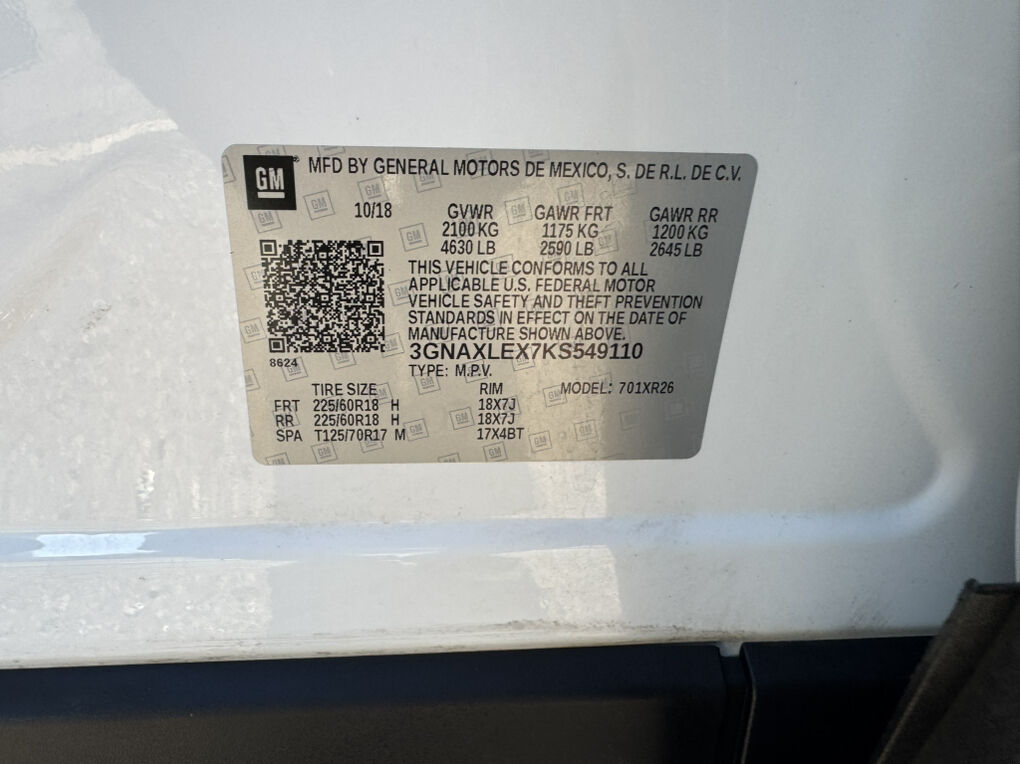 GM® MFD BY GENERAL MOTORS DE MEXICO, S. DE R.L. DE C.V.
10/18 GVWR GAWR FRT GAWR RR
2100 KG 1175 KG 1200 KG
4630 LB 2590 LB 2645 LB
THIS VEHICLE CONFORMS TO ALL
APPLICABLE U.S. FEDERAL MOTOR
VEHICLE SAFETY AND THEFT PREVENTION
STANDARDS IN EFFECT ON THE DATE OF
MANUFACTURE SHOWN ABOVE.
3GNAXLEX7KS549110
8624
TYPE: M.P.V.
TIRE SIZE RIM MODEL: 701XR26
FRT 225/60R18 H 18X7J
RR 225/60R18 H 18X7J
SPA T125/70R17 M 17X4BT